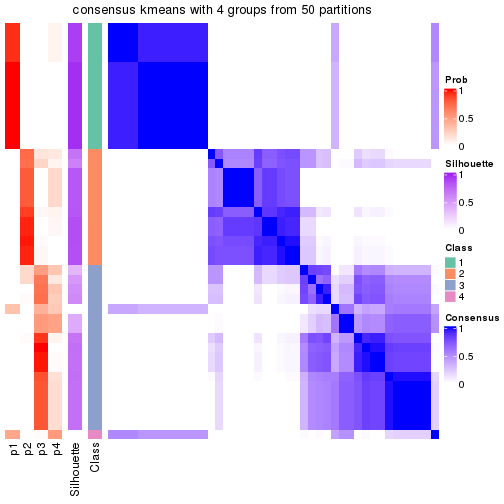 consensus kmeans with 4 groups from 50 partitions
Prob
1
0.5
0
Silhouette
1
0.5
0
Class
1
2
3
4
Consensus
1
0.5
0
p1
p2
p3
p4
Silhouette
Class